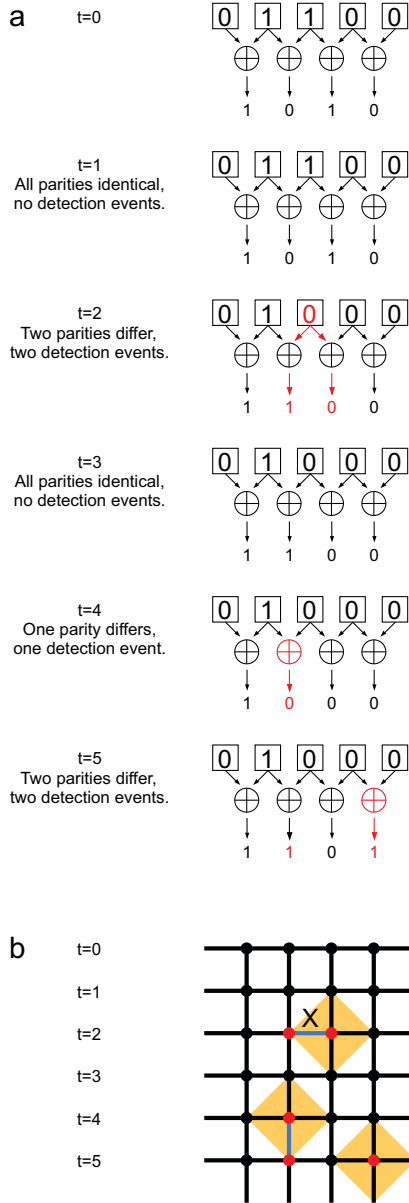 a
t=0
0 1 1 0 0
1 0 1 0
t=1
All parities identical,
no detection events.
0 1 1 0 0
1 0 1 0
t=2
Two parities differ,
two detection events.
0 1 0 0 0
1 1 0 0
t=3
All parities identical,
no detection events.
0 1 0 0 0
1 1 0 0
t=4
One parity differs,
one detection event.
0 1 0 0 0
1 0 0 0
t=5
Two parities differ,
two detection events.
0 1 0 0 0
1 1 0 1
b
t=0
t=1
X
t=2
t=3
t=4
t=5